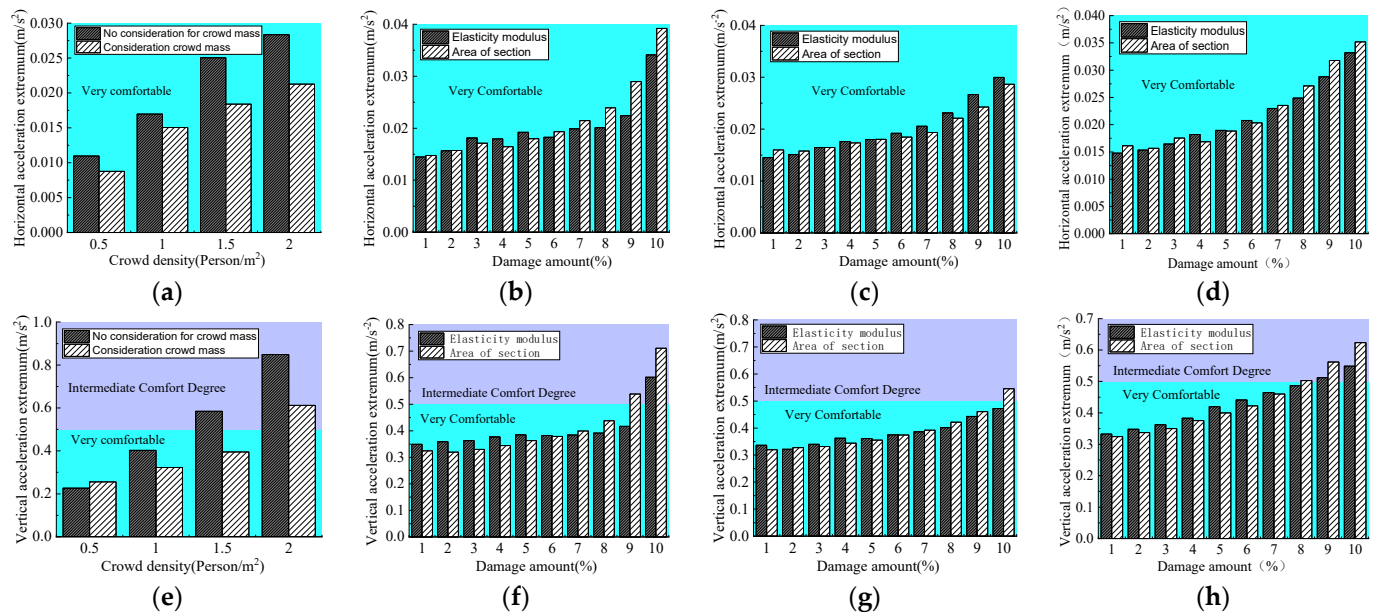 Horizontal acceleration extremum(m/s²)
0.030
0.025
0.020
0.015
0.010
0.005
0.000
No consideration for crowd mass
Consideration crowd mass
Very comfortable
0.5 1 1.5 2
Crowd density(Person/m²)
(a)
Horizontal acceleration extremum(m/s²)
0.04
0.03
0.02
0.01
0.00
Elasticity modulus
Area of section
Very Comfortable
1 2 3 4 5 6 7 8 9 10
Damage amount(%)
(b)
Horizontal acceleration extremum(m/s⁻²)
0.04
0.03
0.02
0.01
0.00
Elasticity modulus
Area of section
Very Comfortable
1 2 3 4 5 6 7 8 9 10
Damage amount(%)
(c)
Horizontal acceleration extremum（m/s²)
0.040
0.035
0.030
0.025
0.020
0.015
0.010
0.005
0.000
Elasticity modulus
Area of section
Very Comfortable
1 2 3 4 5 6 7 8 9 10
Damage amount（%）
(d)
Vertical acceleration extremum(m/s²)
1.0
0.8
0.6
0.4
0.2
0.0
No consideration for crowd mass
Consideration crowd mass
Intermediate Comfort Degree
Very comfortable
0.5 1 1.5 2
Crowd density(Person/m²)
(e)
Vertical acceleration extremum(m/s⁻²)
0.8
0.7
0.6
0.5
0.4
0.3
0.2
0.1
0.0
Elasticity modulus
Area of section
Intermediate Comfort Degree
Very Comfortable
1 2 3 4 5 6 7 8 9 10
Damage amount(%)
(f)
Vertical acceleration extremum(m/s⁻²)
0.8
0.7
0.6
0.5
0.4
0.3
0.2
0.1
0.0
Elasticity modulus
Area of section
Intermediate Comfort Degree
Very Comfortable
1 2 3 4 5 6 7 8 9 10
Damage amount(%)
(g)
Vertical acceleration extremum（m/s²)
0.7
0.6
0.5
0.4
0.3
0.2
0.1
0.0
Elasticity modulus
Area of section
Intermediate Comfort Degree
Very Comfortable
1 2 3 4 5 6 7 8 9 10
Damage amount（%）
(h)